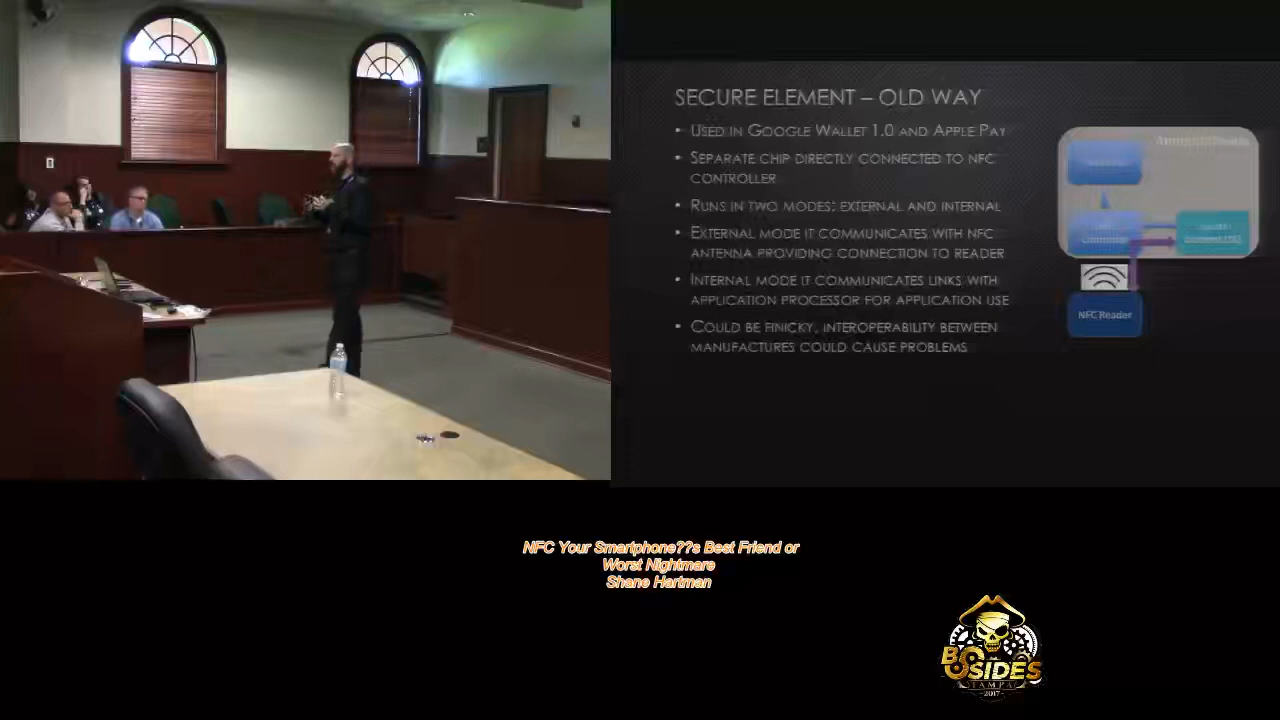 SECURE ELEMENT – OLD WAY
• USED IN GOOGLE WALLET 1.0 AND APPLE PAY
• SEPARATE CHIP DIRECTLY CONNECTED TO NFC
CONTROLLER
• RUNS IN TWO MODES: EXTERNAL AND INTERNAL
• EXTERNAL MODE IT COMMUNICATES WITH NFC
ANTENNA PROVIDING CONNECTION TO READER
• INTERNAL MODE IT COMMUNICATES LINKS WITH
APPLICATION PROCESSOR FOR APPLICATION USE
• COULD BE FINICKY, INTEROPERABILITY BETWEEN
MANUFACTURES COULD CAUSE PROBLEMS
NFC Reader
NFC Your Smartphone??s Best Friend or
Worst Nightmare
Shane Hartman
BSIDES
TAMPA
2017